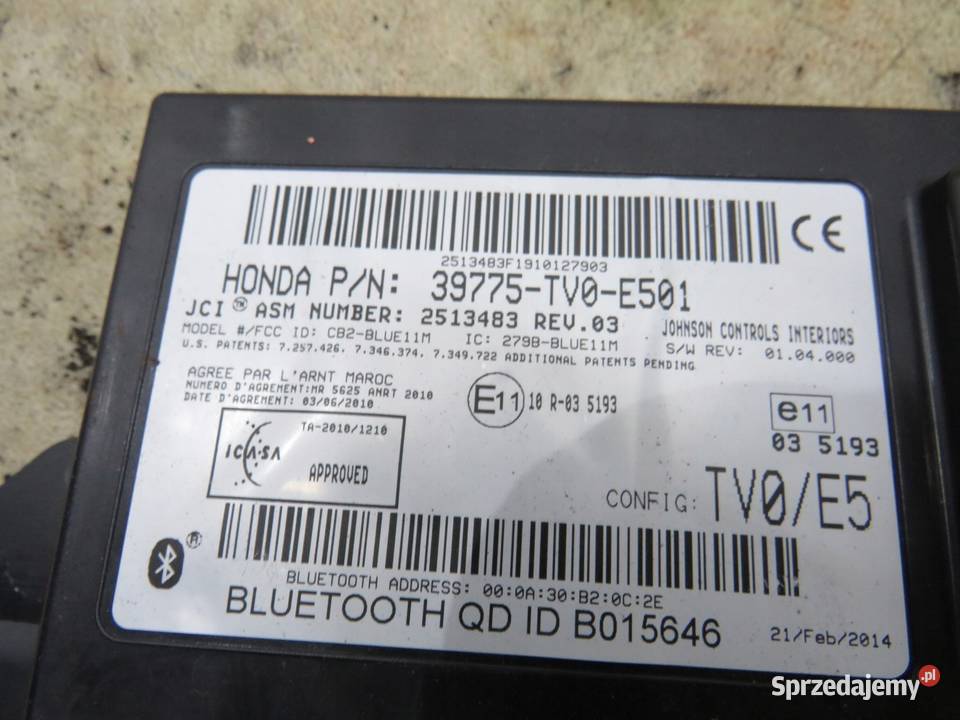 CE
2513483F1910127903
HONDA P/N: 39775-TV0-E501
JCI™ ASM NUMBER: 2513483 REV.03 JOHNSON CONTROLS INTERIORS
MODEL #/FCC ID: CB2-BLUE11M IC: 279B-BLUE11M S/W REV: 01.04.000
U.S. PATENTS: 7.257.426. 7.346.374. 7.349.722 ADDITIONAL PATENTS PENDING
AGREE PAR L'ARNT MAROC
NUMERO D'AGREMENT:MR 5625 ANRT 2010
DATE D'AGREMENT: 03/06/2010
E11 10 R-03 5193
e11
03 5193
TA-2010/1210
ICASA
APPROVED
CONFIG: TV0/E5
®
BLUETOOTH ADDRESS: 00:0A:30:B2:0C:2E
BLUETOOTH QD ID B015646
21/Feb/2014
Sprzedajemy.pl